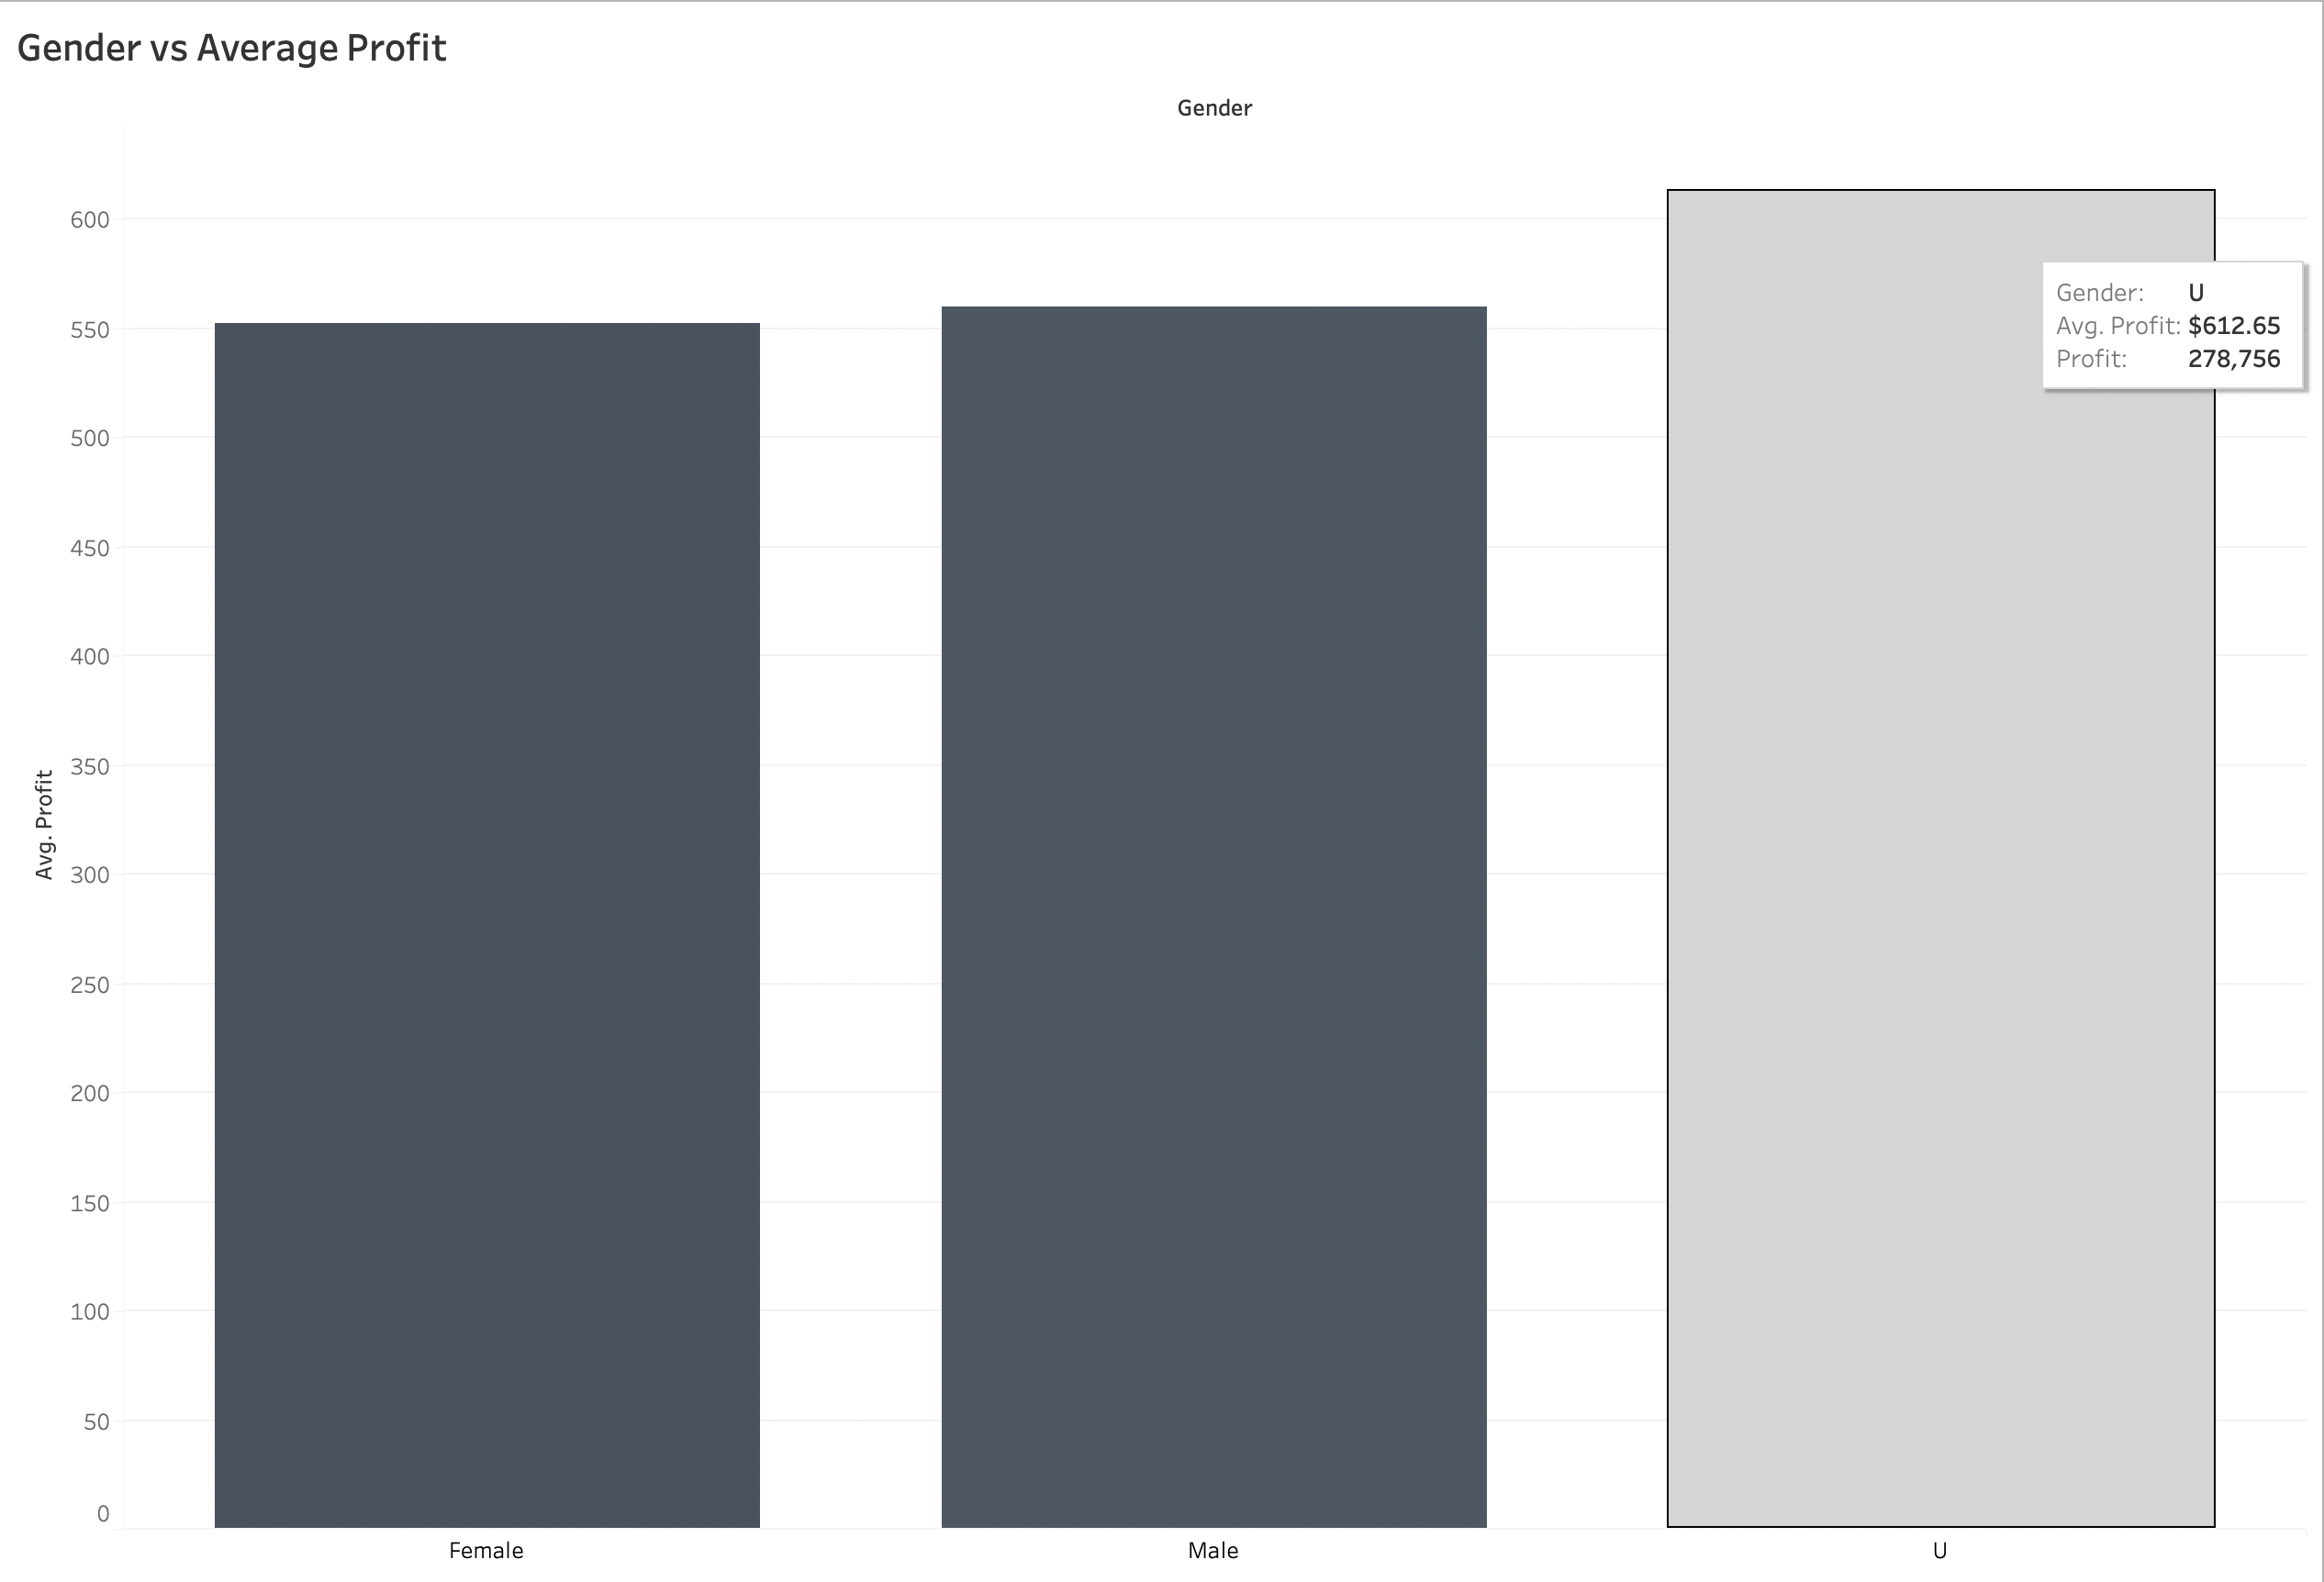 Gender vs Average Profit
Gender
600
550
500
450
400
350
300
250
200
150
100
50
0
Avg. Profit
Gender: U
Avg. Profit: $612.65
Profit: 278,756
Female Male U